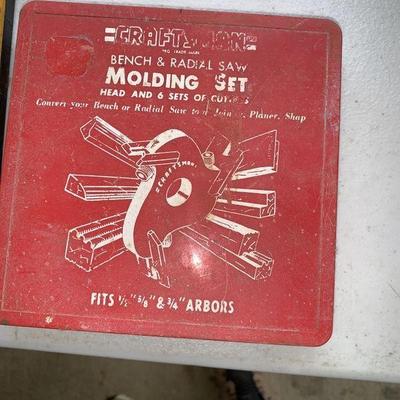 CRAFTSMAN
REG. TRADE MARK
BENCH & RADIAL SAW
MOLDING SET
HEAD AND 6 SETS OF CUTTERS
Convert your Bench or Radial Saw to a Joiner, Planer, Shap
CRAFTSMAN
FITS 1/2" 5/8" & 3/4" ARBORS